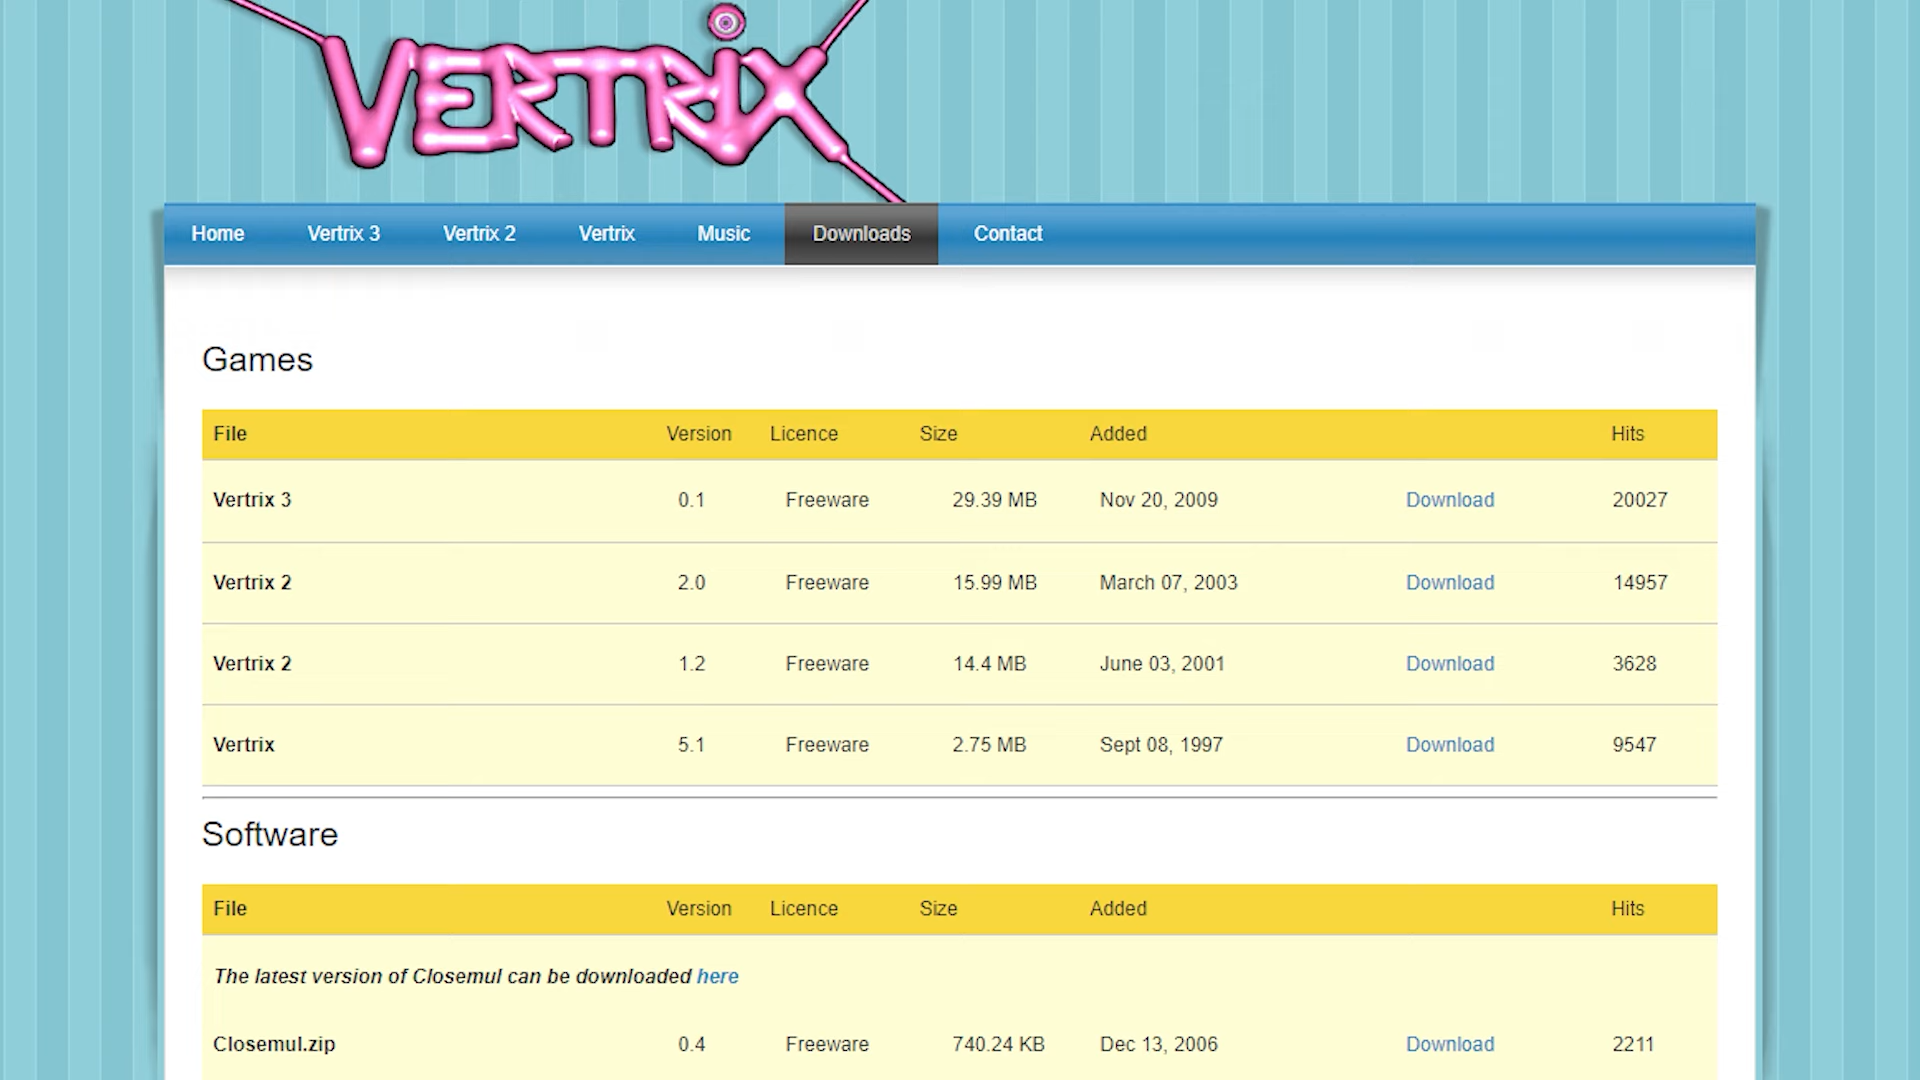 VERTRiX
Home Vertrix 3 Vertrix 2 Vertrix Music Downloads Contact
Games
File Version Licence Size Added Hits
Vertrix 3 0.1 Freeware 29.39 MB Nov 20, 2009 Download 20027
Vertrix 2 2.0 Freeware 15.99 MB March 07, 2003 Download 14957
Vertrix 2 1.2 Freeware 14.4 MB June 03, 2001 Download 3628
Vertrix 5.1 Freeware 2.75 MB Sept 08, 1997 Download 9547
Software
File Version Licence Size Added Hits
The latest version of Closemul can be downloaded here
Closemul.zip 0.4 Freeware 740.24 KB Dec 13, 2006 Download 2211